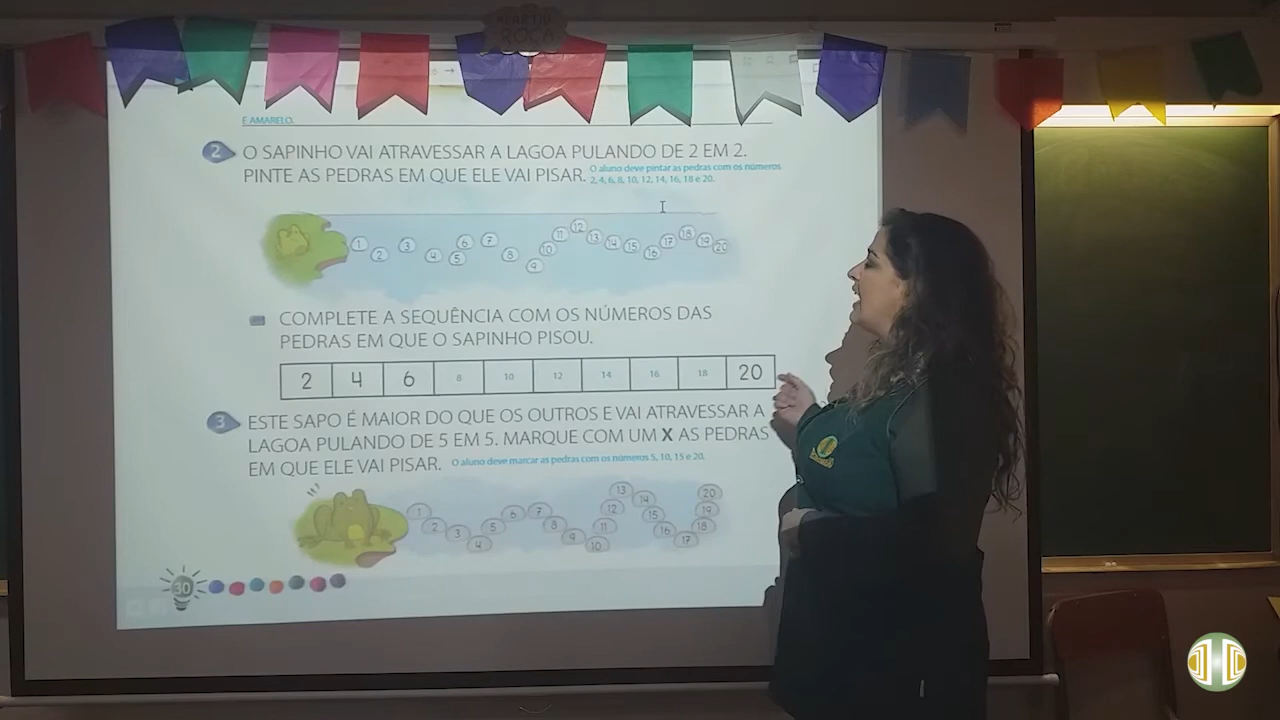 PARTIU
ROÇA
E AMARELO.
2 O SAPINHO VAI ATRAVESSAR A LAGOA PULANDO DE 2 EM 2.
PINTE AS PEDRAS EM QUE ELE VAI PISAR. O aluno deve pintar as pedras com os números
2, 4, 6, 8, 10, 12, 14, 16, 18 e 20.
1 2 3 4 5 6 7 8 9 10 11 12 13 14 15 16 17 18 19 20
COMPLETE A SEQUÊNCIA COM OS NÚMEROS DAS
PEDRAS EM QUE O SAPINHO PISOU.
2 4 6 8 10 12 14 16 18 20
3 ESTE SAPO É MAIOR DO QUE OS OUTROS E VAI ATRAVESSAR A
LAGOA PULANDO DE 5 EM 5. MARQUE COM UM X AS PEDRAS
EM QUE ELE VAI PISAR. O aluno deve marcar as pedras com os números 5, 10, 15 e 20.
1 2 3 4 5 6 7 8 9 10 11 12 13 14 15 16 17 18 19 20
30